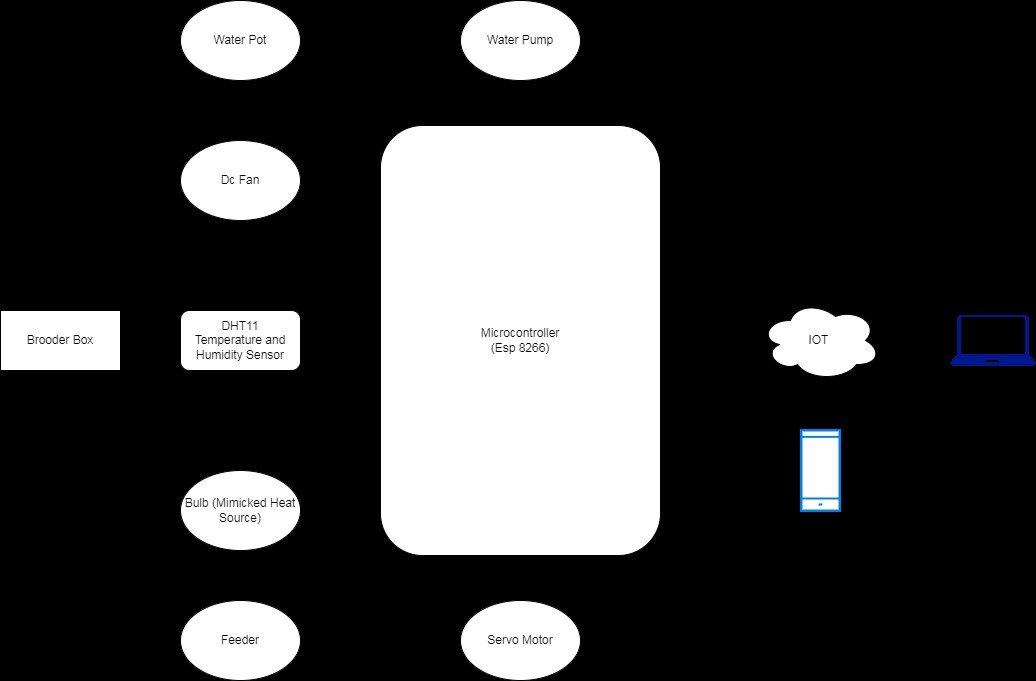 Water Pot
Water Pump
Dc Fan
Brooder Box
DHT11
Temperature and
Humidity Sensor
Microcontroller
(Esp 8266)
IOT
Bulb (Mimicked Heat
Source)
Feeder
Servo Motor